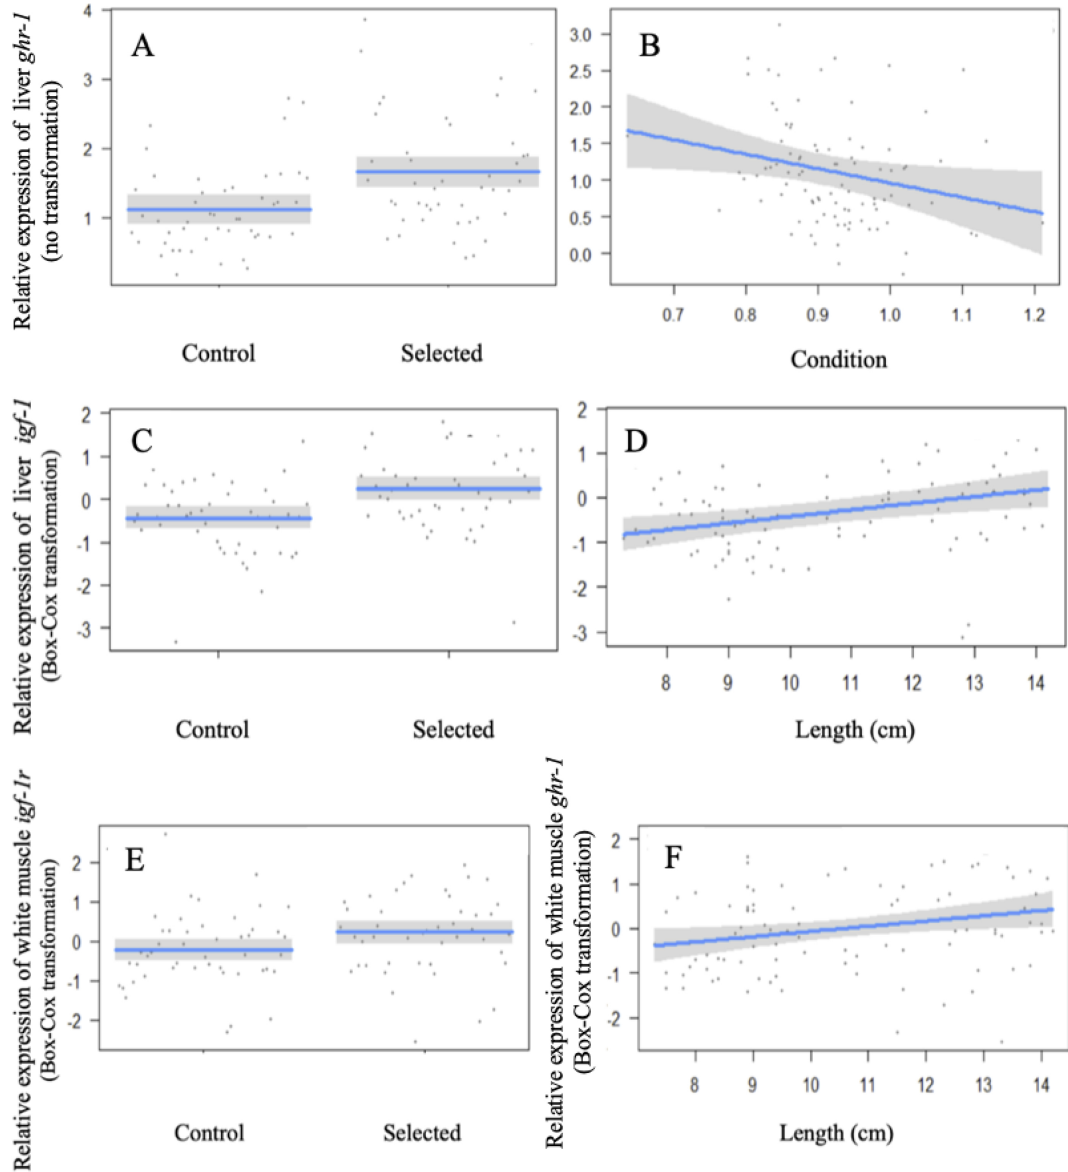 Relative expression of liver ghr-1
(no transformation)
A
4
3
2
1
Control
Selected
B
3.0
2.5
2.0
1.5
1.0
0.5
0.0
0.7
0.8
0.9
1.0
1.1
1.2
Condition
Relative expression of liver igf-1
(Box-Cox transformation)
C
2
1
0
-1
-2
-3
Control
Selected
D
2
1
0
-1
-2
-3
8
9
10
11
12
13
14
Length (cm)
Relative expression of white muscle igf-1r
(Box-Cox transformation)
E
2
1
0
-1
-2
Control
Selected
Relative expression of white muscle ghr-1
(Box-Cox transformation)
F
2
1
0
-1
-2
8
9
10
11
12
13
14
Length (cm)